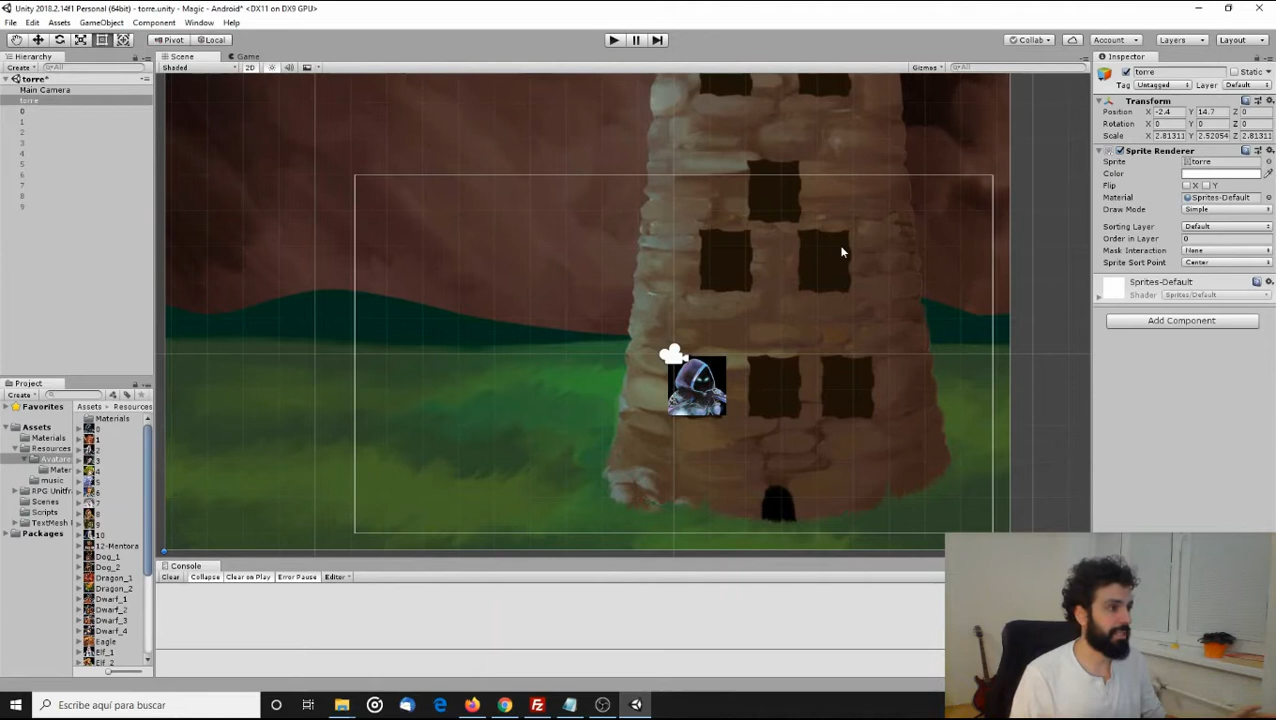 Unity 2018.2.14f1 Personal (64bit) - torre.unity - Magic - Android* <DX11 on DX9 GPU>
File Edit Assets GameObject Component Window Help
Pivot Local Collab Account Layers Layout
Hierarchy Scene Game Inspector
Create All Shaded 2D Gizmos All torre Static
torre* Tag Untagged Layer Default
Main Camera
torre Transform
0 Position X -2.4 Y 14.7 Z 0
1 Rotation X 0 Y 0 Z 0
2 Scale X 2.81311 Y 2.52054 Z 2.81311
3 Sprite Renderer
4 Sprite torre
5 Color
6 Flip X Y
7 Material Sprites-Default
8 Draw Mode Simple
9 Sorting Layer Default
Order in Layer 0
Mask Interaction None
Sprite Sort Point Center
Sprites-Default
Shader Sprites/Default
Add Component
Project
Create
Favorites
Assets
Materials
Resources
Avatars
Mater
music
RPG Unitfr
Scenes
Scripts
TextMesh
Packages
Assets Resources
Materials
0
1
2
3
4
5
6
7
8
9
10
12-Mentora
Dog_1
Dog_2
Dragon_1
Dragon_2
Dwarf_1
Dwarf_2
Dwarf_3
Dwarf_4
Eagle
Elf_1
Elf_2
Console
Clear Collapse Clear on Play Error Pause Editor
Escribe aquí para buscar